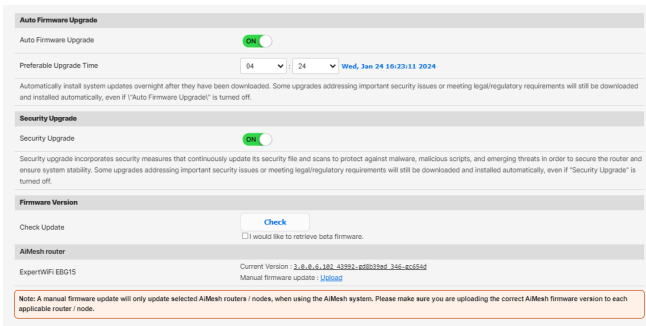 Auto Firmware Upgrade
Auto Firmware Upgrade ON
Preferable Upgrade Time 04 : 24 Wed, Jan 24 16:23:11 2024
Automatically install system updates overnight after they have been downloaded. Some upgrades addressing important security issues or meeting legal/regulatory requirements will still be downloaded
and installed automatically, even if \"Auto Firmware Upgrade\" is turned off.
Security Upgrade
Security Upgrade ON
Security upgrade incorporates security measures that continuously update its security file and scans to protect against malware, malicious scripts, and emerging threats in order to secure the router and
ensure system stability. Some upgrades addressing important security issues or meeting legal/regulatory requirements will still be downloaded and installed automatically, even if "Security Upgrade" is
turned off.
Firmware Version
Check Update Check
I would like to retrieve beta firmware.
AiMesh router
ExpertWiFi EBG15
Current Version : 3.0.0.6.102_43992-gd8b39ad_346-gc654d
Manual firmware update : Upload
Note: A manual firmware update will only update selected AiMesh routers / nodes, when using the AiMesh system. Please make sure you are uploading the correct AiMesh firmware version to each
applicable router / node.